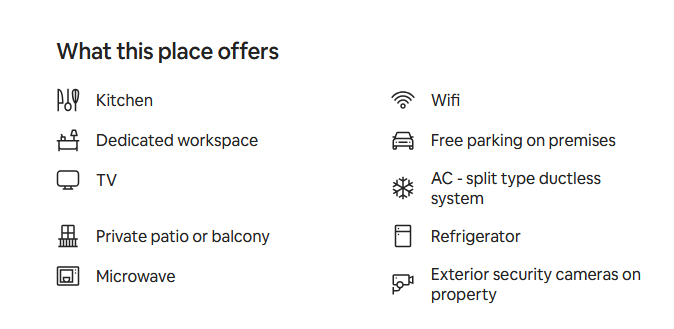 What this place offers
Kitchen
Wifi
Dedicated workspace
Free parking on premises
TV
AC - split type ductless
system
Private patio or balcony
Refrigerator
Microwave
Exterior security cameras on
property